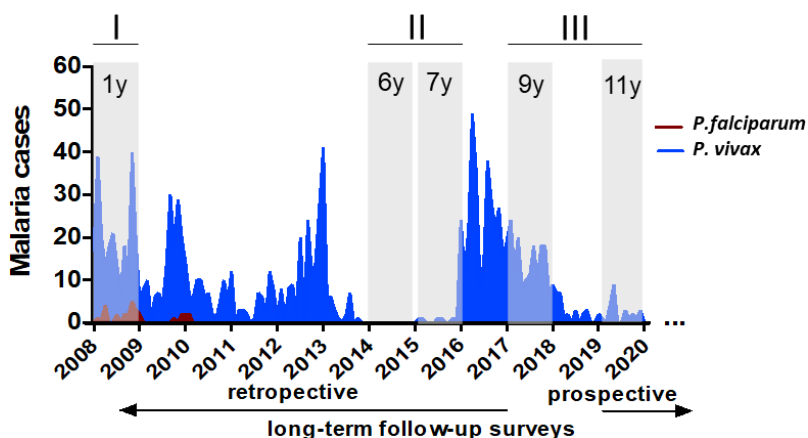 I II III
60
50
40
30
20
10
0
Malaria cases
1y 6y 7y 9y 11y
P.falciparum
P. vivax
2008 2009 2010 2011 2012 2013 2014 2015 2016 2017 2018 2019 2020 ...
retropective prospective
long-term follow-up surveys